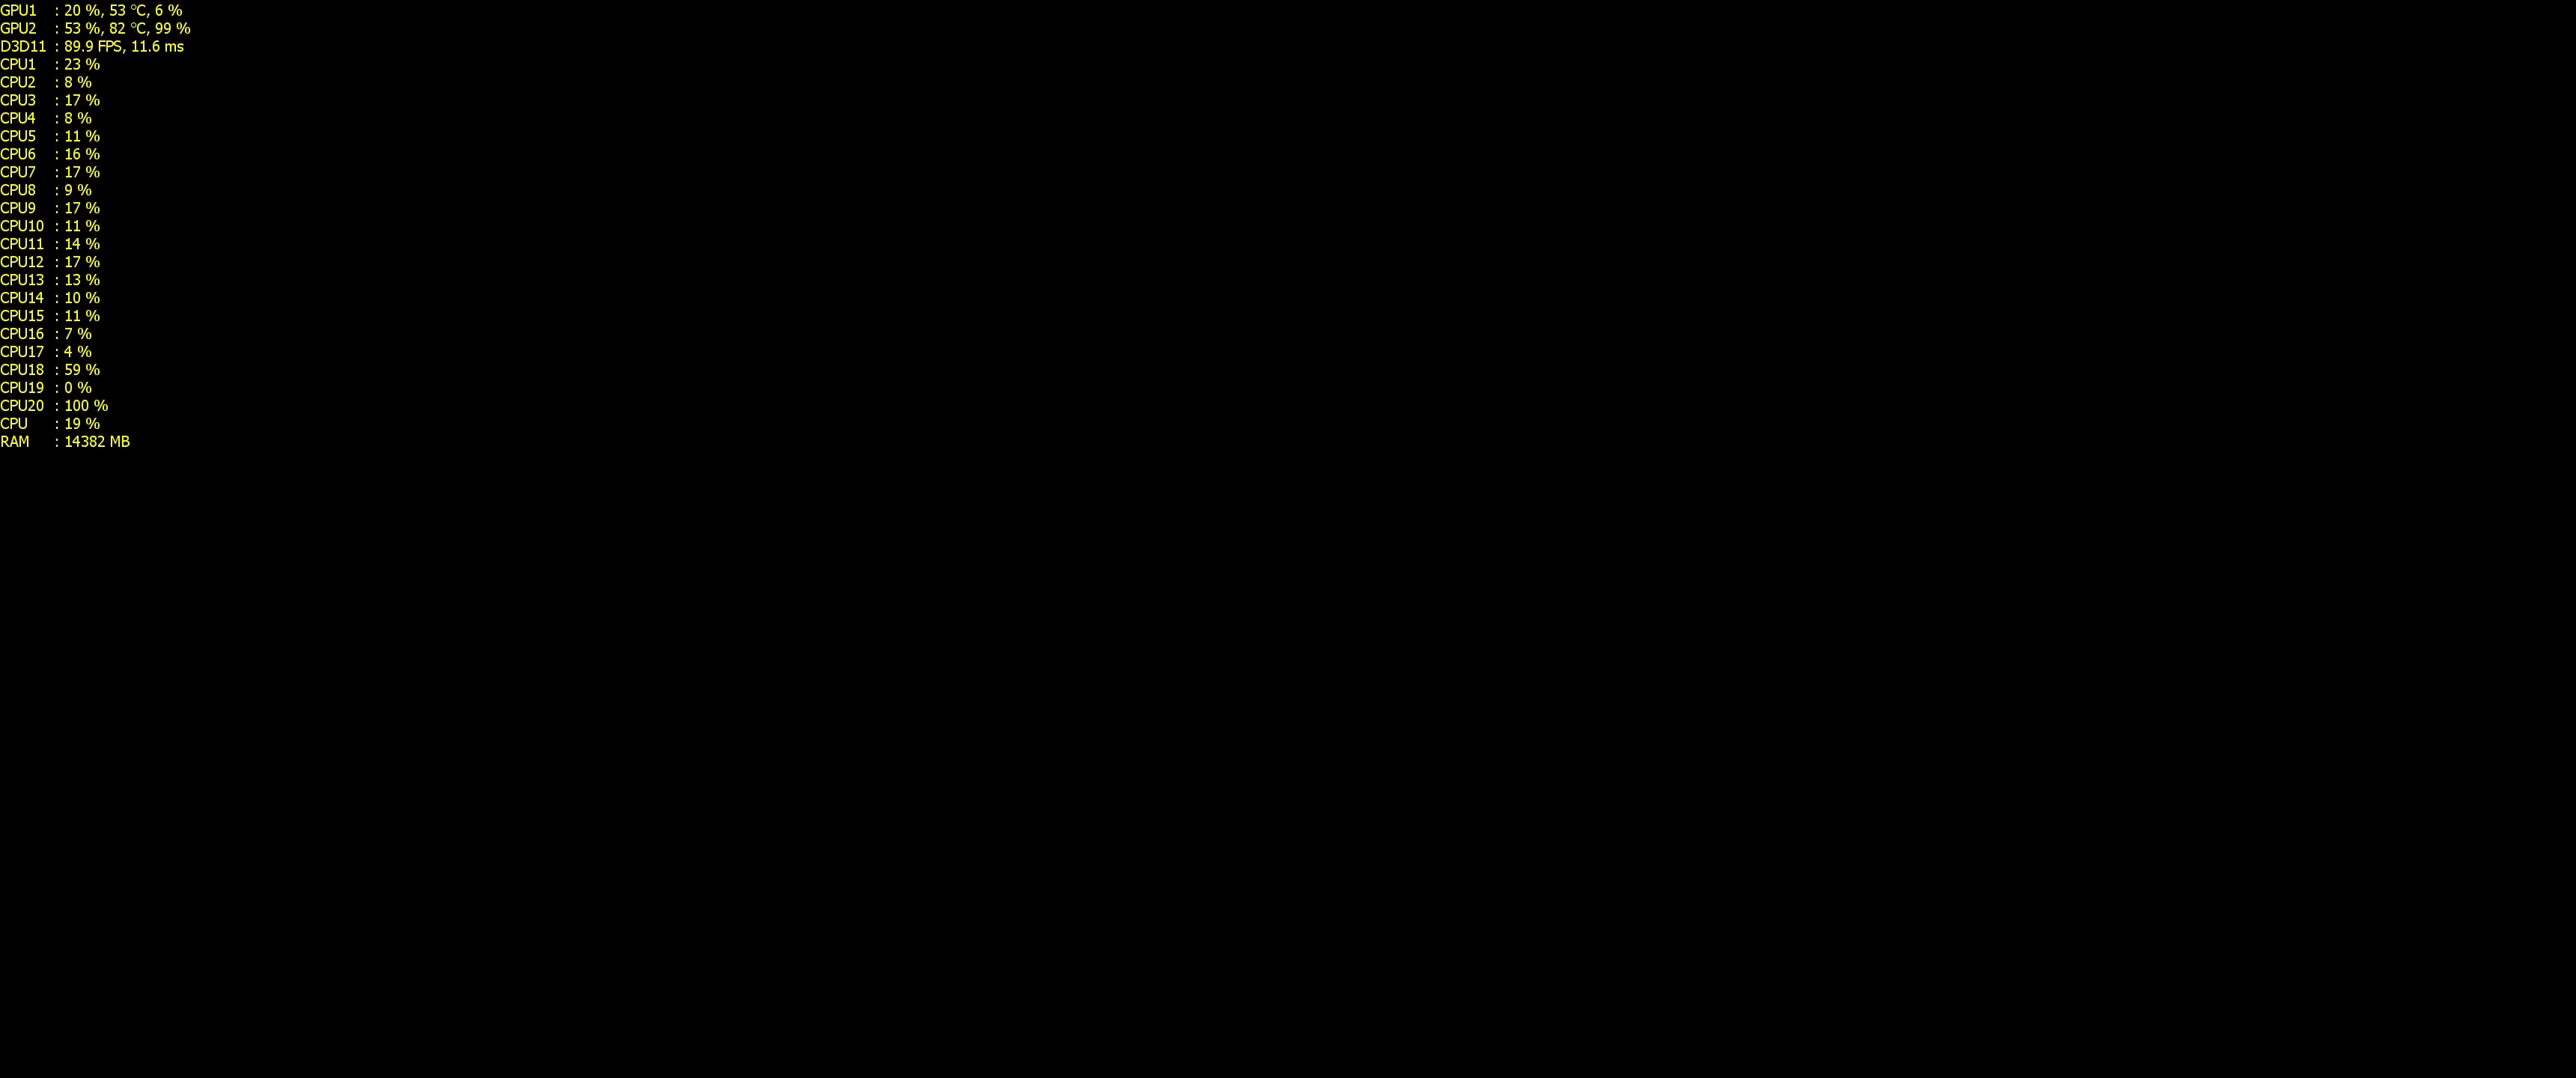 GPU1 : 20 %, 53 °C, 6 %
GPU2 : 53 %, 82 °C, 99 %
D3D11 : 89.9 FPS, 11.6 ms
CPU1 : 23 %
CPU2 : 8 %
CPU3 : 17 %
CPU4 : 8 %
CPU5 : 11 %
CPU6 : 16 %
CPU7 : 17 %
CPU8 : 9 %
CPU9 : 17 %
CPU10 : 11 %
CPU11 : 14 %
CPU12 : 17 %
CPU13 : 13 %
CPU14 : 10 %
CPU15 : 11 %
CPU16 : 7 %
CPU17 : 4 %
CPU18 : 59 %
CPU19 : 0 %
CPU20 : 100 %
CPU : 19 %
RAM : 14382 MB